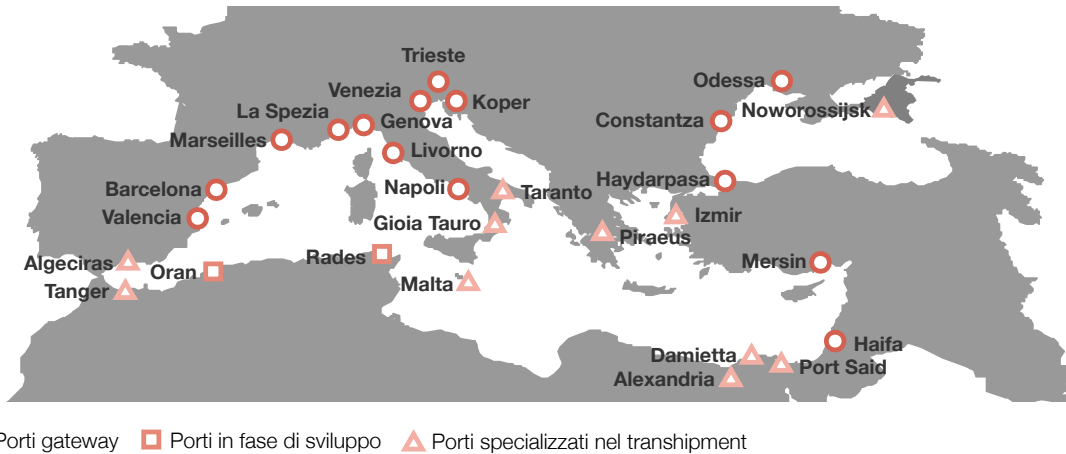 Trieste
Odessa
Venezia
Koper
Noworossijsk
La Spezia
Genova
Constantza
Marseilles
Livorno
Barcelona
Napoli
Taranto
Haydarpasa
Valencia
Gioia Tauro
Izmir
Piraeus
Algeciras
Oran
Rades
Mersin
Tanger
Malta
Haifa
Damietta
Port Said
Alexandria
Porti gateway Porti in fase di sviluppo Porti specializzati nel transhipment